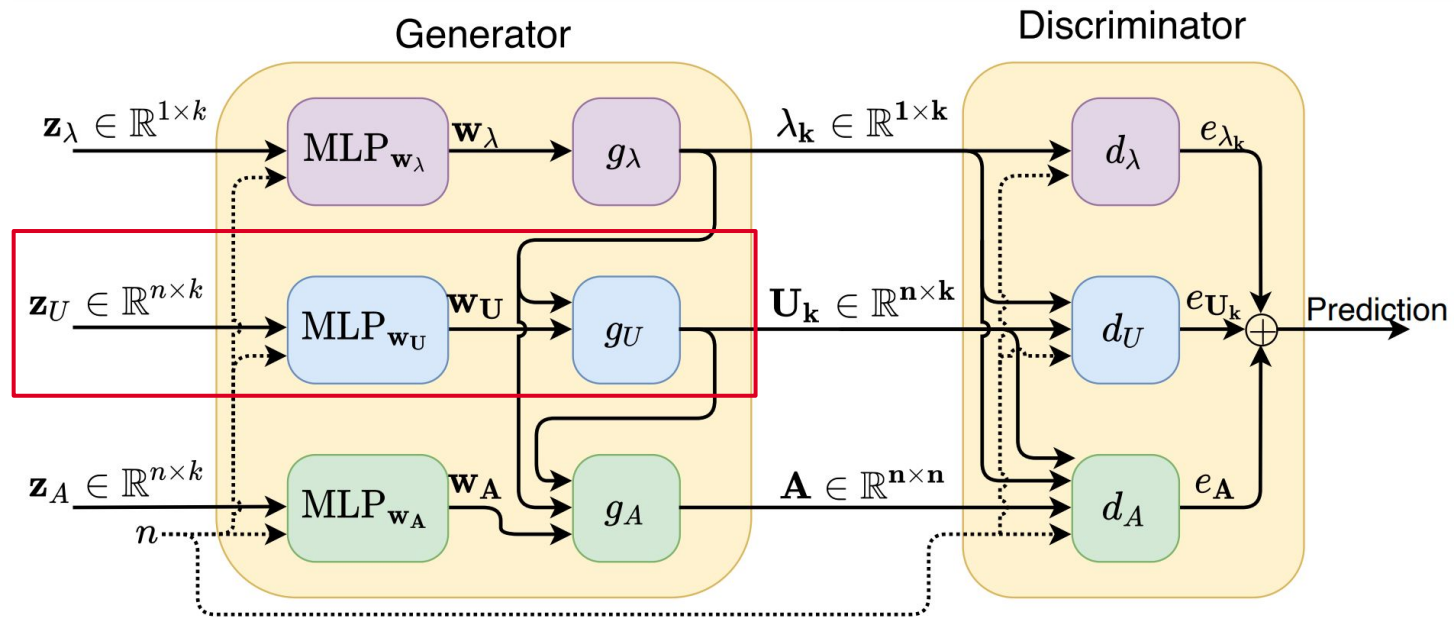 Generator
Discriminator
𝐳_λ ∈ ℝ^{1×k}
MLP_{𝐰_λ}
𝐰_λ
g_λ
λ_𝐤 ∈ ℝ^{𝟏×𝐤}
d_λ
e_{λ_𝐤}
𝐳_U ∈ ℝ^{n×k}
MLP_{𝐰_𝐔}
𝐰_𝐔
g_U
𝐔_𝐤 ∈ ℝ^{𝐧×𝐤}
d_U
e_{𝐔_𝐤}
⊕
Prediction
𝐳_A ∈ ℝ^{n×k}
MLP_{𝐰_𝐀}
𝐰_𝐀
g_A
𝐀 ∈ ℝ^{𝐧×𝐧}
d_A
e_𝐀
n